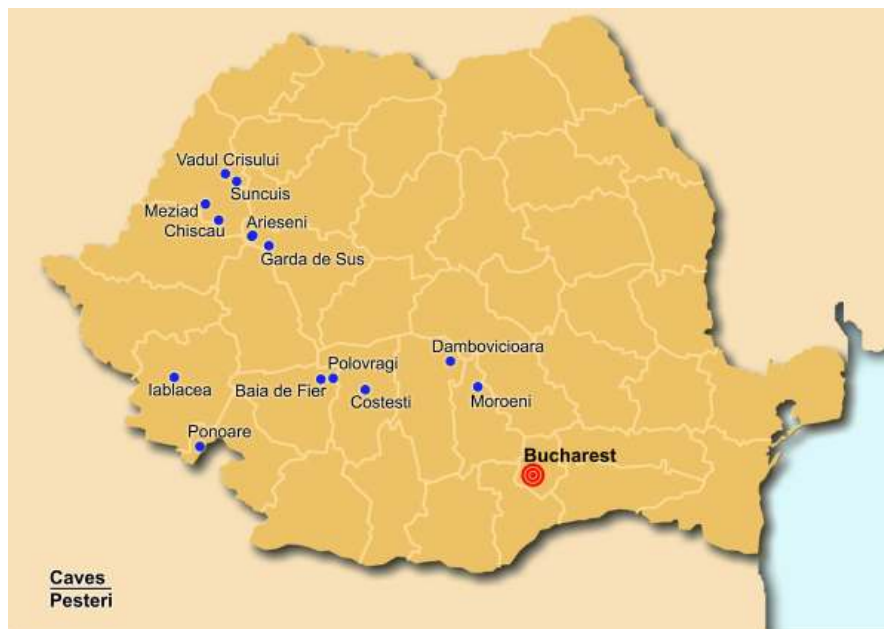 Vadul Crisului
Suncuis
Meziad
Chiscau
Arieseni
Garda de Sus
Dambovicioara
Polovragi
Iablacea
Baia de Fier
Costesti
Moroeni
Ponoare
Bucharest
Caves
Pesteri